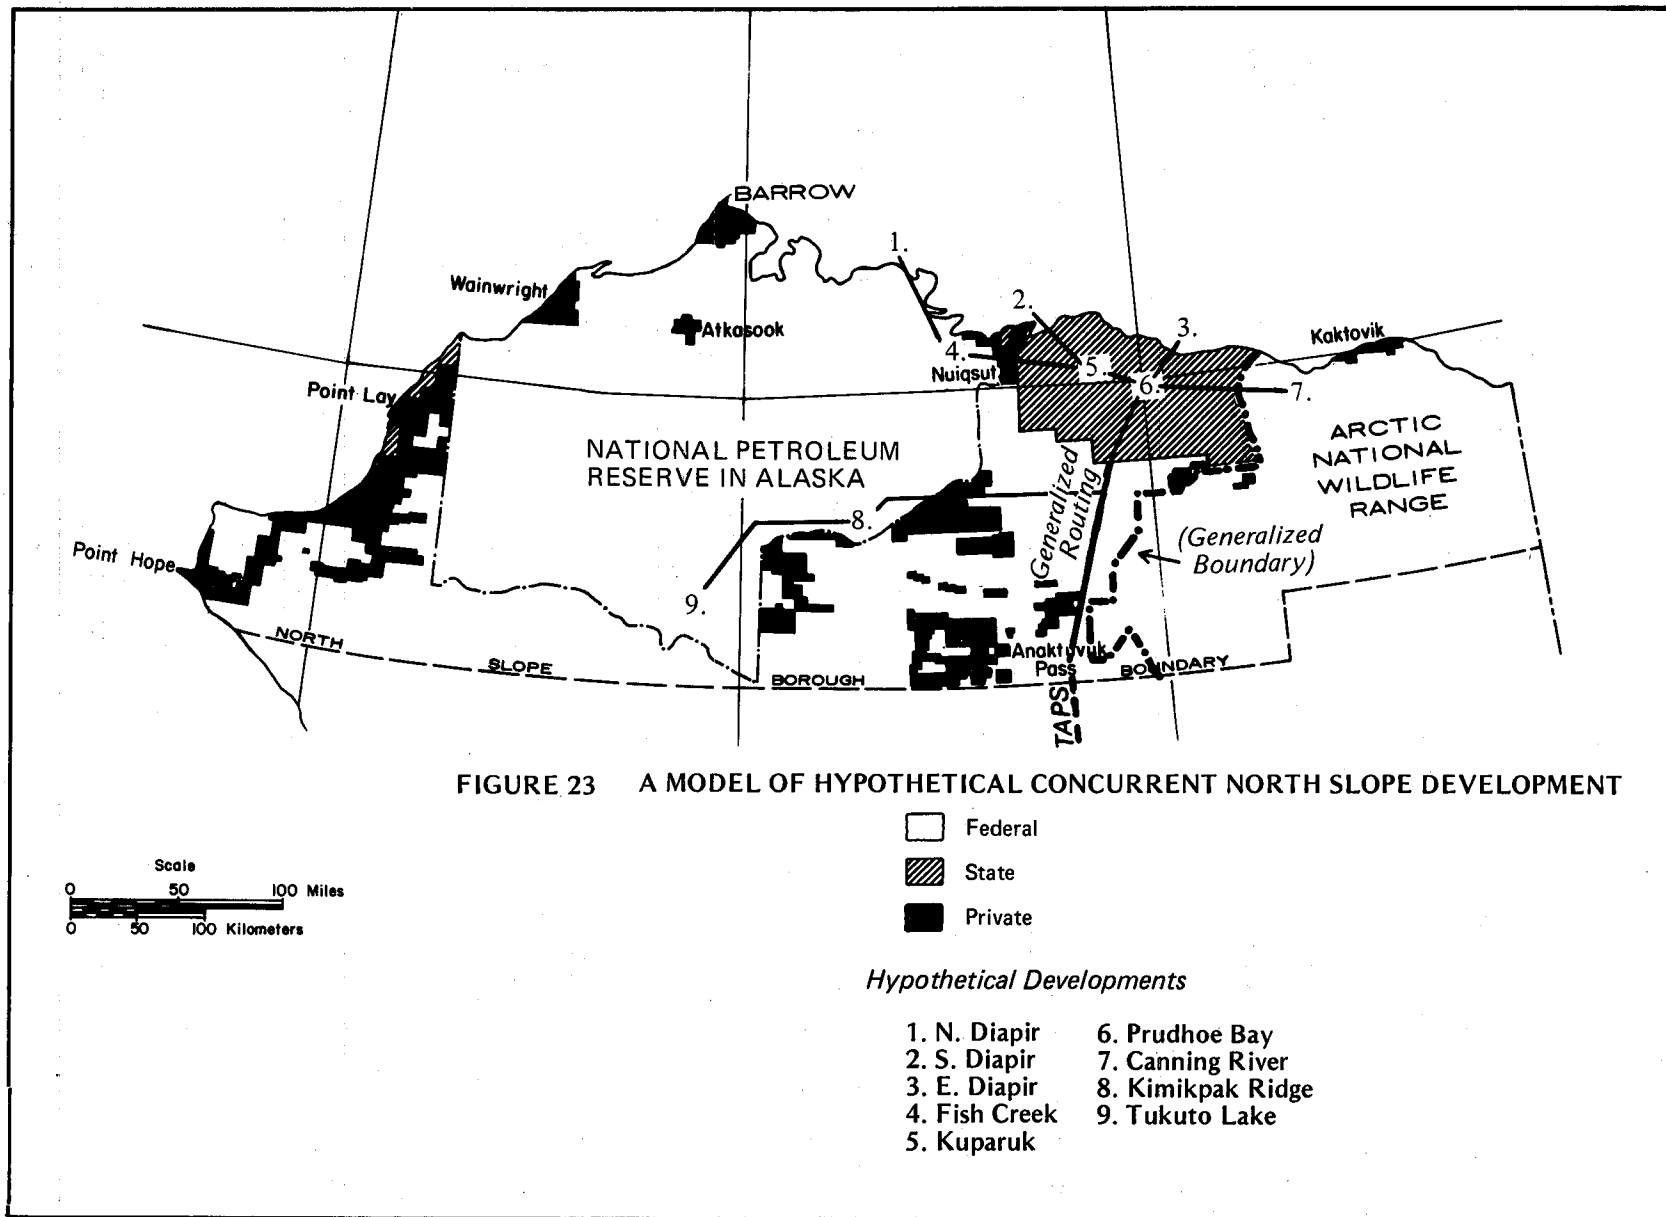 BARROW
1.
Wainwright
2.
3.
Atkasook
Kaktovik
4.
5.
Nuiqsut
6.
7.
Point Lay
ARCTIC
NATIONAL
WILDLIFE
RANGE
NATIONAL PETROLEUM
RESERVE IN ALASKA
Generalized
Routing
8.
(Generalized
Boundary)
Point Hope
9.
NORTH
SLOPE
BOROUGH
BOUNDARY
Anaktuvuk
Pass
TAPS
FIGURE 23 A MODEL OF HYPOTHETICAL CONCURRENT NORTH SLOPE DEVELOPMENT
Federal
State
Private
Scale
0 50 100 Miles
0 50 100 Kilometers
Hypothetical Developments
1. N. Diapir
2. S. Diapir
3. E. Diapir
4. Fish Creek
5. Kuparuk
6. Prudhoe Bay
7. Canning River
8. Kimikpak Ridge
9. Tukuto Lake